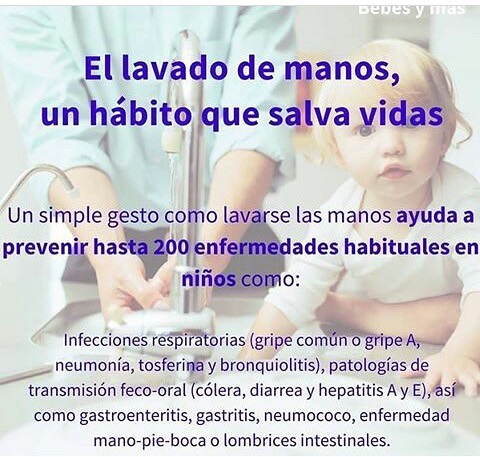 Bebés y más
El lavado de manos,
un hábito que salva vidas
Un simple gesto como lavarse las manos ayuda a
prevenir hasta 200 enfermedades habituales en
niños como:
Infecciones respiratorias (gripe común o gripe A,
neumonía, tosferina y bronquiolitis), patologías de
transmisión feco-oral (cólera, diarrea y hepatitis A y E), así
como gastroenteritis, gastritis, neumococo, enfermedad
mano-pie-boca o lombrices intestinales.